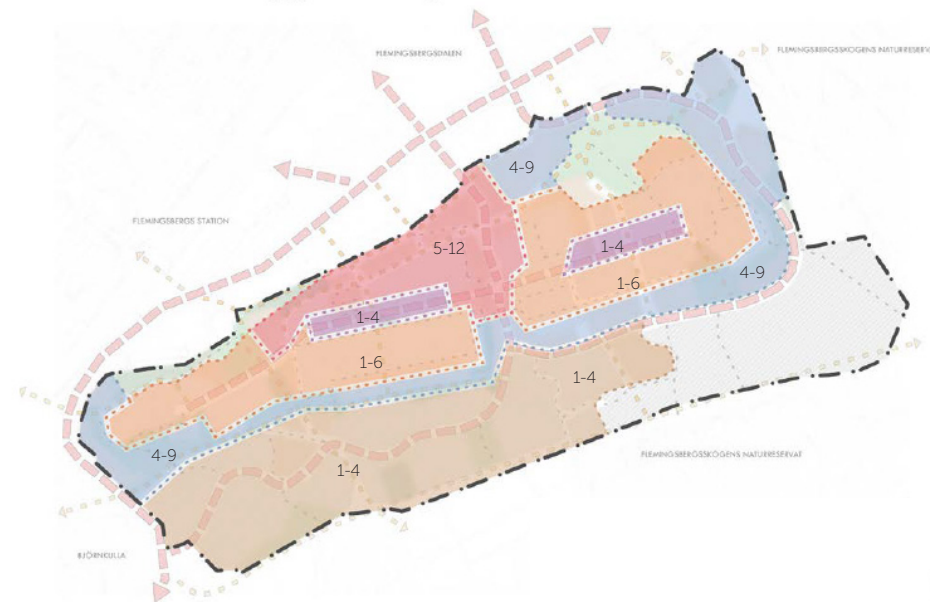 FLEMINGSBERGSDALEN
FLEMINGSBERGSSKOGENS NATURRESERV
4-9
FLEMINGSBERGS STATION
5-12
1-4
4-9
1-6
1-4
1-6
1-4
4-9
1-4
FLEMINGSBERGSSKOGENS NATURRESERVAT
BJÖRNKULLA